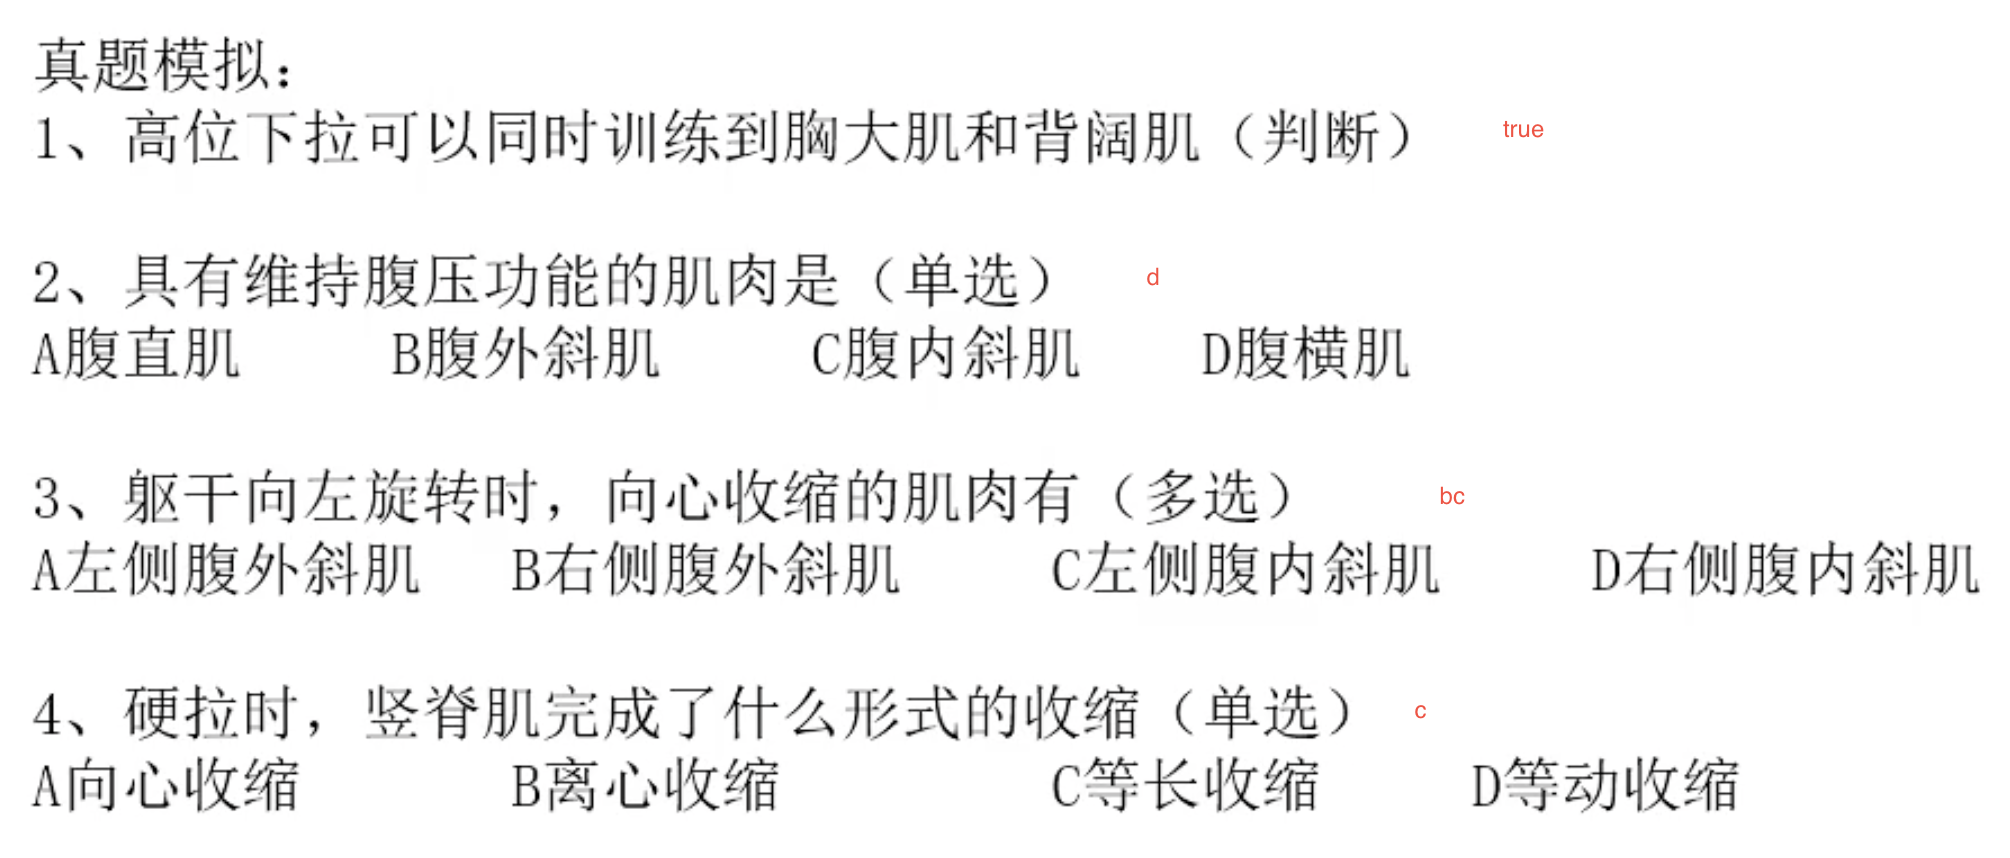 真题模拟：
1、高位下拉可以同时训练到胸大肌和背阔肌（判断） true
2、具有维持腹压功能的肌肉是（单选） d
A腹直肌 B腹外斜肌 C腹内斜肌 D腹横肌
3、躯干向左旋转时，向心收缩的肌肉有（多选） bc
A左侧腹外斜肌 B右侧腹外斜肌 C左侧腹内斜肌 D右侧腹内斜肌
4、硬拉时，竖脊肌完成了什么形式的收缩（单选） c
A向心收缩 B离心收缩 C等长收缩 D等动收缩